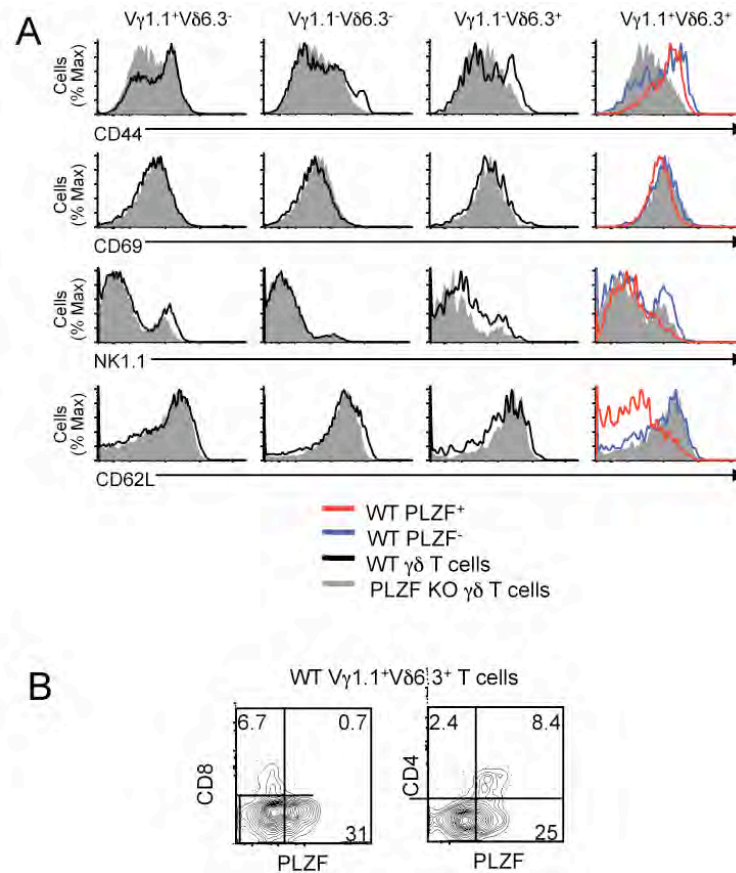 A
Vγ1.1⁺Vδ6.3⁻ Vγ1.1⁻Vδ6.3⁻ Vγ1.1⁻Vδ6.3⁺ Vγ1.1⁺Vδ6.3⁺
Cells
(% Max)
CD44
Cells
(% Max)
CD69
Cells
(% Max)
NK1.1
Cells
(% Max)
CD62L
WT PLZF⁺
WT PLZF⁻
WT γδ T cells
PLZF KO γδ T cells
B
WT Vγ1.1⁺Vδ6.3⁺ T cells
6.7 0.7 2.4 8.4
CD8 CD4
31 25
PLZF PLZF